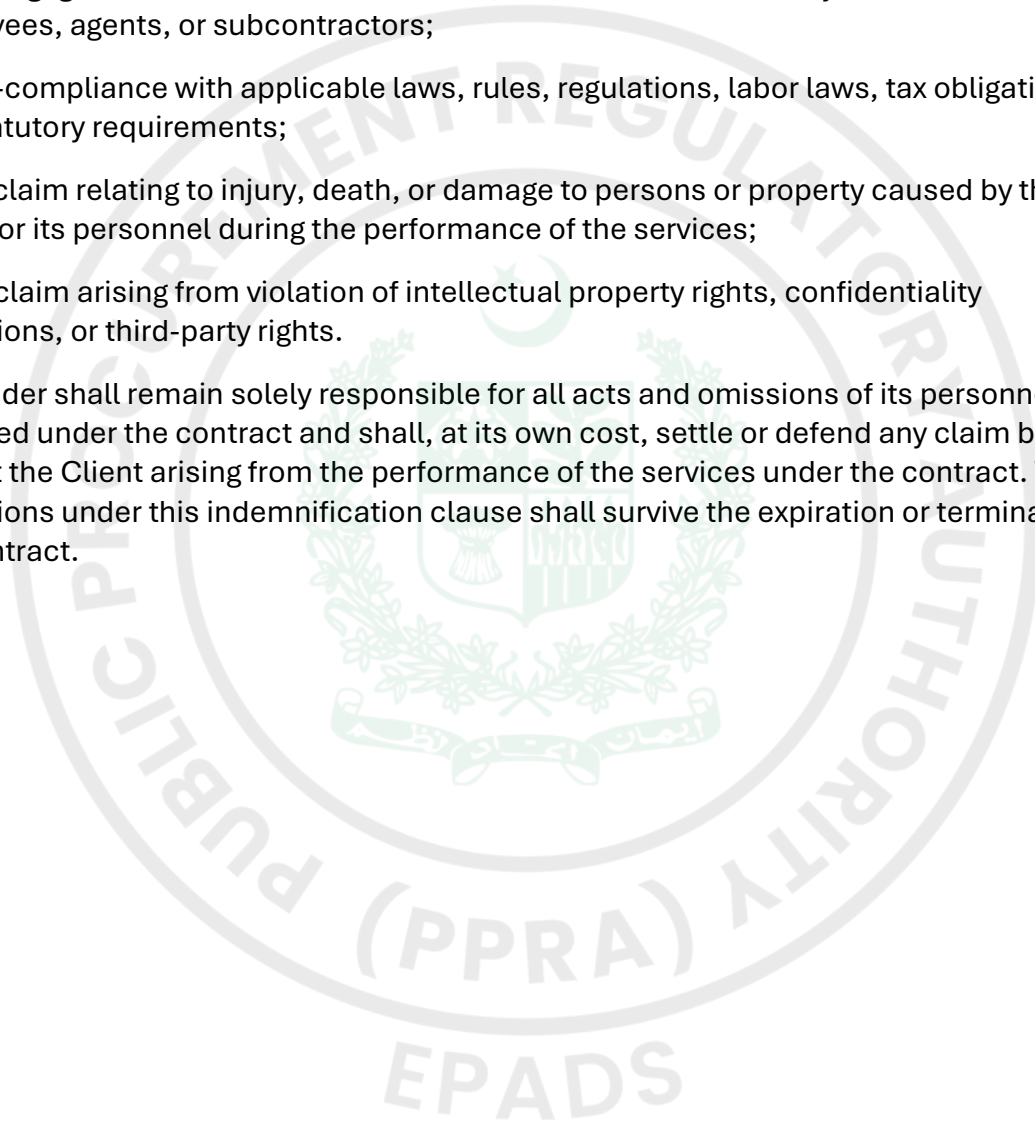 yees, agents, or subcontractors;
-compliance with applicable laws, rules, regulations, labor laws, tax obligati
atutory requirements;
claim relating to injury, death, or damage to persons or property caused by th
or its personnel during the performance of the services;
claim arising from violation of intellectual property rights, confidentiality
ions, or third-party rights.
der shall remain solely responsible for all acts and omissions of its personn
ed under the contract and shall, at its own cost, settle or defend any claim b
t the Client arising from the performance of the services under the contract.
ions under this indemnification clause shall survive the expiration or termina
ntract.
PUBLIC PROCUREMENT REGULATORY AUTHORITY
(PPRA)
EPADS